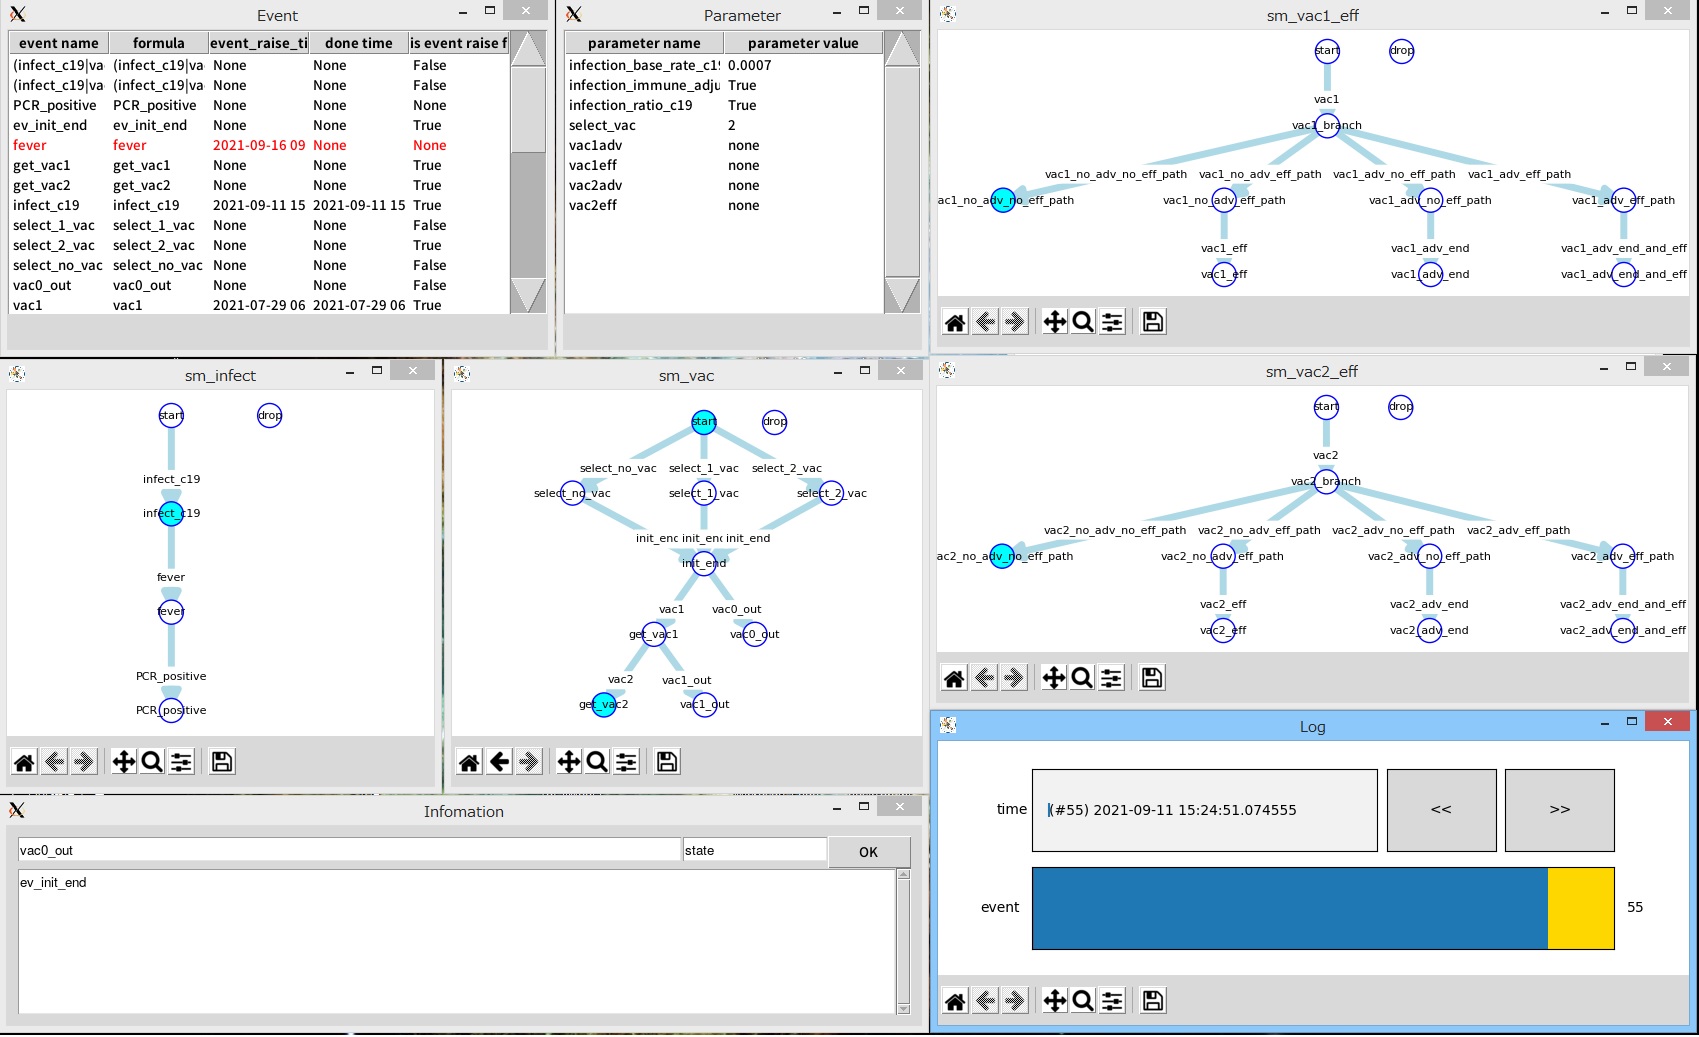 Event
event name formula event_raise_ti done time is event raise f
(infect_c19|va (infect_c19|va None None False
(infect_c19|va (infect_c19|va None None False
PCR_positive PCR_positive None None None
ev_init_end ev_init_end None None True
fever fever 2021-09-16 09 None None
get_vac1 get_vac1 None None True
get_vac2 get_vac2 None None True
infect_c19 infect_c19 2021-09-11 15 2021-09-11 15 True
select_1_vac select_1_vac None None False
select_2_vac select_2_vac None None True
select_no_vac select_no_vac None None False
vac0_out vac0_out None None False
vac1 vac1 2021-07-29 06 2021-07-29 06 True
Parameter
parameter name parameter value
infection_base_rate_c19 0.0007
infection_immune_adju True
infection_ratio_c19 True
select_vac 2
vac1adv none
vac1eff none
vac2adv none
vac2eff none
sm_vac1_eff
start drop
vac1
vac1_branch
vac1_no_adv_no_eff_path vac1_no_adv_eff_path vac1_adv_no_eff_path vac1_adv_eff_path
ac1_no_adv_no_eff_path vac1_no_adv_eff_path vac1_adv_no_eff_path vac1_adv_eff_path
vac1_eff vac1_adv_end vac1_adv_end_and_eff
vac1_eff vac1_adv_end vac1_adv_end_and_eff
sm_infect
start drop
infect_c19
infect_c19
fever
fever
PCR_positive
PCR_positive
sm_vac
start drop
select_no_vac select_1_vac select_2_vac
select_no_vac select_1_vac select_2_vac
init_end init_end init_end
init_end
vac1 vac0_out
get_vac1 vac0_out
vac2 vac1_out
get_vac2 vac1_out
sm_vac2_eff
start drop
vac2
vac2_branch
vac2_no_adv_no_eff_path vac2_no_adv_eff_path vac2_adv_no_eff_path vac2_adv_eff_path
ac2_no_adv_no_eff_path vac2_no_adv_eff_path vac2_adv_no_eff_path vac2_adv_eff_path
vac2_eff vac2_adv_end vac2_adv_end_and_eff
vac2_eff vac2_adv_end vac2_adv_end_and_eff
Infomation
vac0_out state OK
ev_init_end
Log
time (#55) 2021-09-11 15:24:51.074555 << >>
event 55